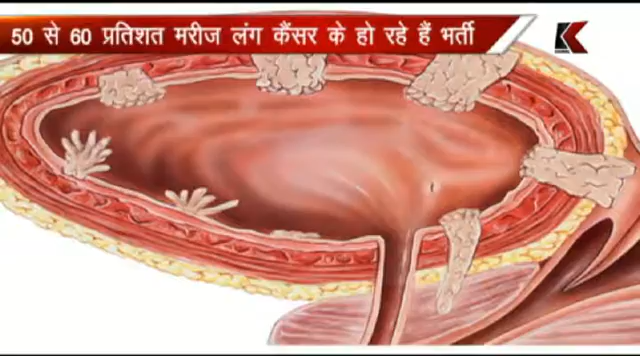 50 से 60 प्रतिशत मरीज लंग कैंसर के हो रहे हैं भर्ती